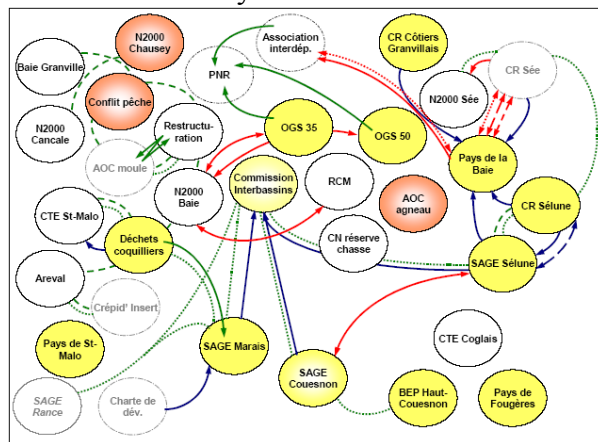 N2000
Chausey
Association
interdép.
CR Côtiers
Granvillais
Baie Granville
PNR
CR Sée
Conflit pêche
N2000 Sée
N2000
Cancale
Restructu-
ration
OGS 35
OGS 50
AOC moule
Pays de la
Baie
Commission
Interbassins
RCM
N2000
Baie
AOC
agneau
CTE St-Malo
CR Sélune
Déchets
coquilliers
CN réserve
chasse
SAGE Sélune
Areval
Crépid' Insert
Pays de St-
Malo
SAGE Marais
CTE Coglais
SAGE
Couesnon
SAGE
Rance
Charte de
dév.
BEP Haut-
Couesnon
Pays de
Fougères